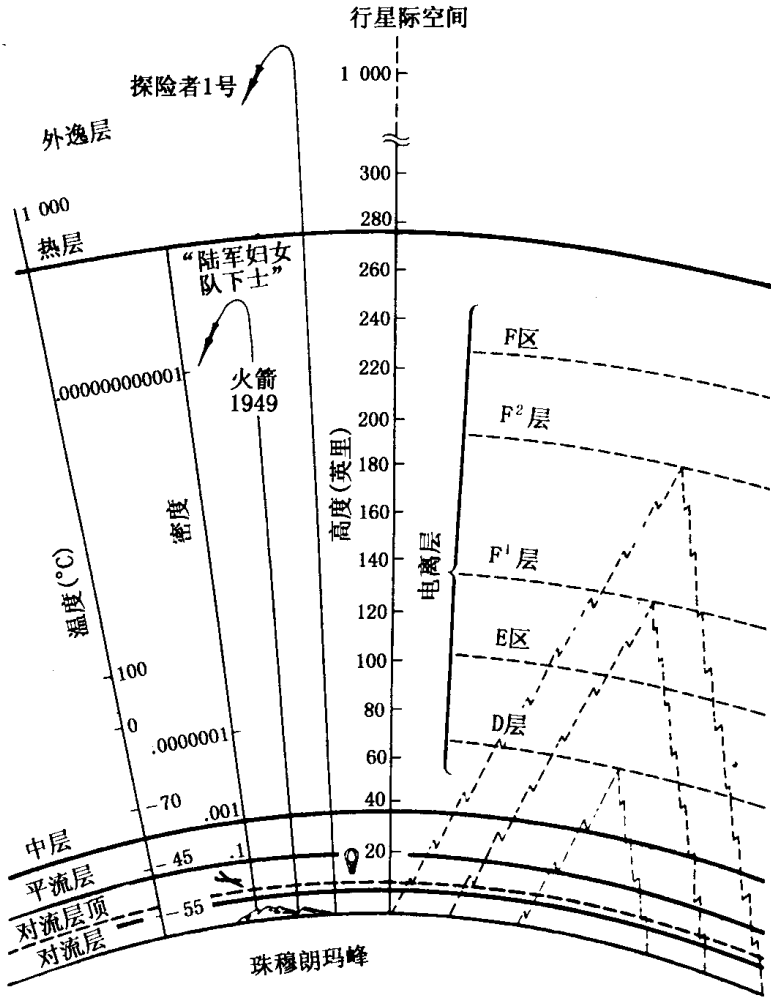 行星际空间
1 000
探险者1号
外逸层
300
280
1 000
热层
“陆军妇女
队下士”
260
240
F区
220
.000000000001
火箭
1949
F² 层
200
180
高度(英里)
密度
160
电离层
140
F¹ 层
温度(°C)
120
E区
100
100
80
D层
0
.0000001
60
40
-70
.001
中层
20
-45
.1
平流层
对流层顶
-55
对流层
珠穆朗玛峰